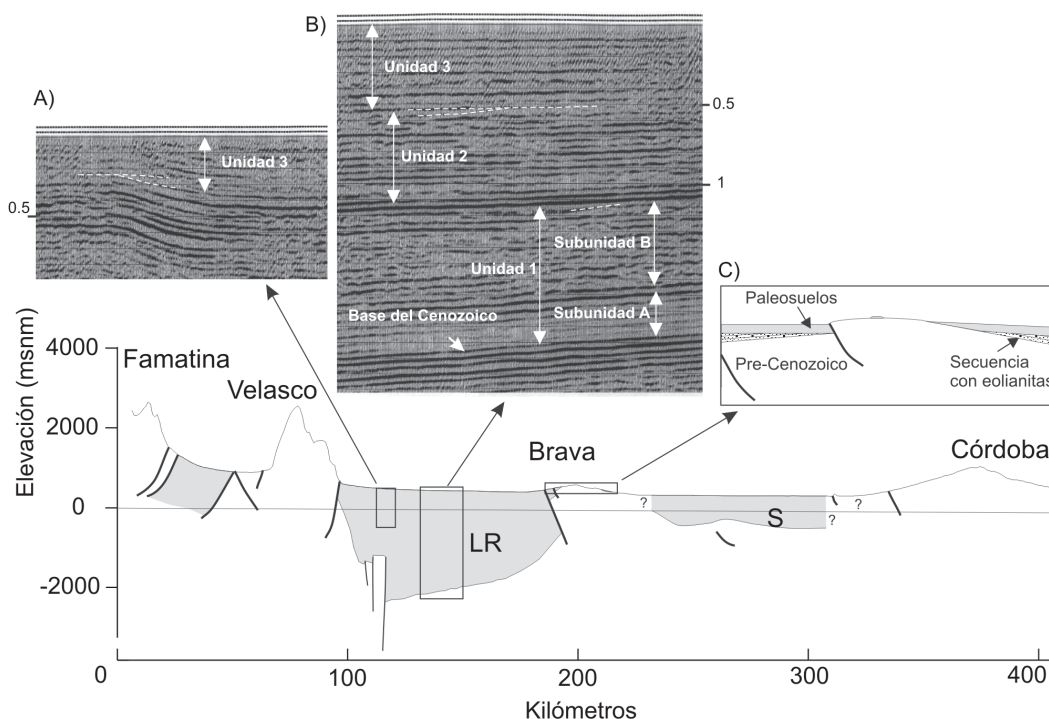 A)
Unidad 3
0.5
B)
Unidad 3
0.5
Unidad 2
1
Subunidad B
Unidad 1
Subunidad A
Base del Cenozoico
C)
Paleosuelos
Pre-Cenozoico
Secuencia
con eolianitas
Elevación (msnm)
4000
2000
0
-2000
Famatina
Velasco
Brava
Córdoba
LR
?
S
?
?
?
0
100
200
300
400
Kilómetros